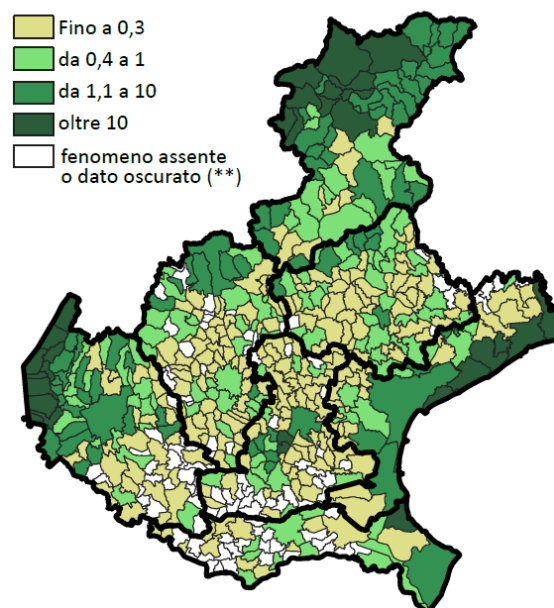 Fino a 0,3
da 0,4 a 1
da 1,1 a 10
oltre 10
fenomeno assente
o dato oscurato (**)